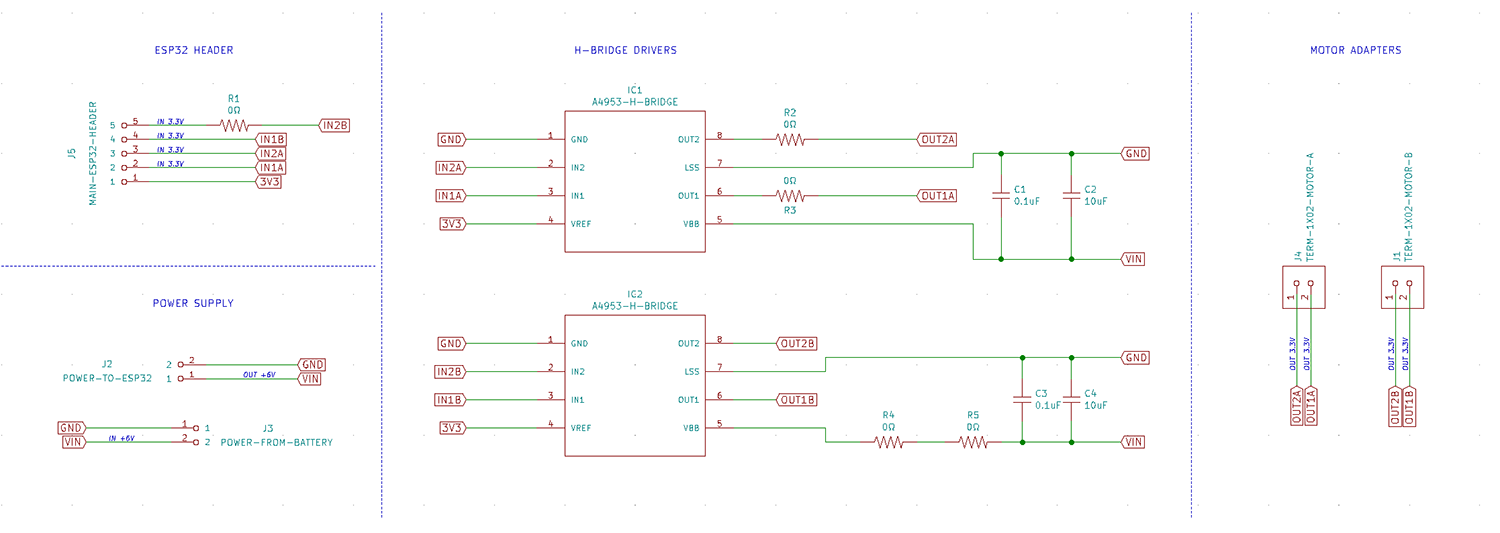 ESP32 HEADER
R1
0Ω
MAIN-ESP32-HEADER
J5
5 5 IN 3.3V IN2B
4 4 IN 3.3V IN1B
3 3 IN 3.3V IN2A
2 2 IN 3.3V IN1A
1 1 3V3
POWER SUPPLY
J2
POWER-TO-ESP32
2 2 GND
1 1 OUT +6V VIN
GND 1 1
VIN IN +6V 2 2
J3
POWER-FROM-BATTERY
H-BRIDGE DRIVERS
IC1
A4953-H-BRIDGE
GND 1 GND
IN2A 2 IN2
IN1A 3 IN1
3V3 4 VREF
OUT2 8
LSS 7
OUT1 6
VBB 5
R2
0Ω
OUT2A
0Ω
R3
OUT1A
GND
C1
0.1uF
C2
10uF
VIN
IC2
A4953-H-BRIDGE
GND 1 GND
IN2B 2 IN2
IN1B 3 IN1
3V3 4 VREF
OUT2 8 OUT2B
LSS 7
OUT1 6 OUT1B
VBB 5
R4
0Ω
R5
0Ω
GND
C3
0.1uF
C4
10uF
VIN
MOTOR ADAPTERS
J4
TERM-1X02-MOTOR-A
1
2
OUT 3.3V
OUT 3.3V
OUT2A
OUT1A
J1
TERM-1X02-MOTOR-B
1
2
OUT 3.3V
OUT 3.3V
OUT2B
OUT1B